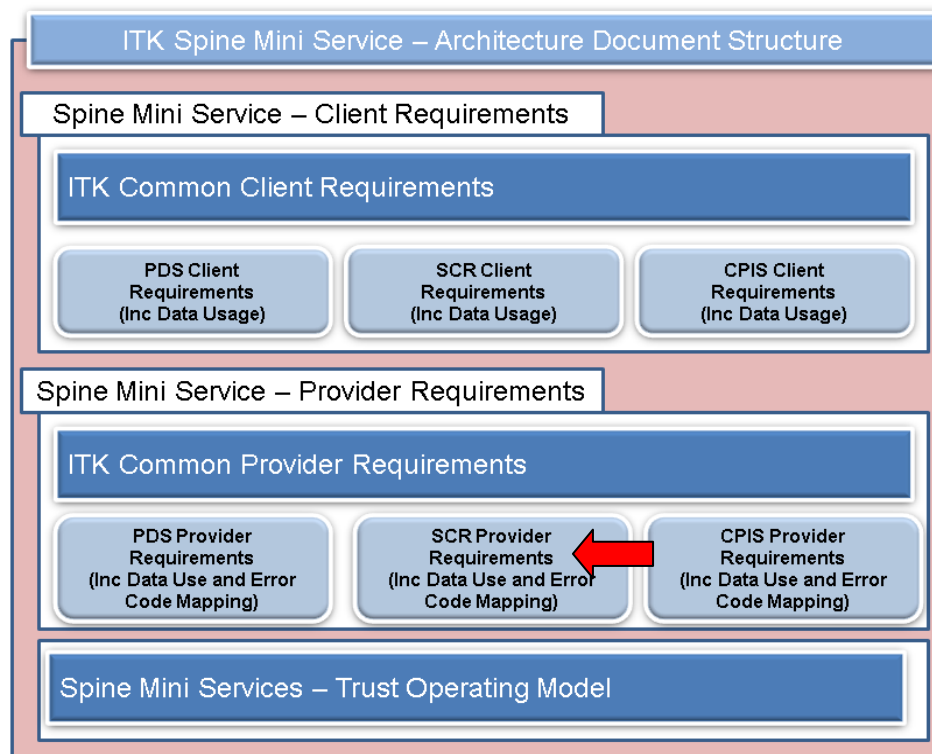 ITK Spine Mini Service – Architecture Document Structure
Spine Mini Service – Client Requirements
ITK Common Client Requirements
PDS Client
Requirements
(Inc Data Usage)
SCR Client
Requirements
(Inc Data Usage)
CPIS Client
Requirements
(Inc Data Usage)
Spine Mini Service – Provider Requirements
ITK Common Provider Requirements
PDS Provider
Requirements
(Inc Data Use and Error
Code Mapping)
SCR Provider
Requirements
(Inc Data Use and Error
Code Mapping)
CPIS Provider
Requirements
(Inc Data Use and Error
Code Mapping)
Spine Mini Services – Trust Operating Model